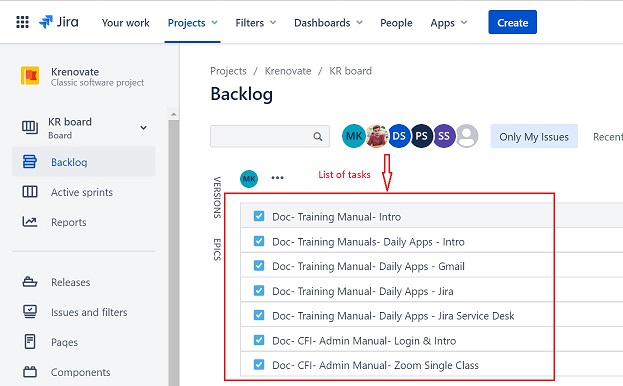 Jira Your work Projects Filters Dashboards People Apps Create
Krenovate
Classic software project
KR board
Board
Backlog
Active sprints
Reports
Releases
Issues and filters
Pages
Components
Projects / Krenovate / KR board
Backlog
MK DS PS SS Only My Issues Recent
MK ••• List of tasks
VERSIONS
EPICS
Doc- Training Manual- Intro
Doc- Training Manuals- Daily Apps - Intro
Doc- Training Manual- Daily Apps - Gmail
Doc- Training Manual- Daily Apps - Jira
Doc- Training Manual- Daily Apps - Jira Service Desk
Doc- CFI- Admin Manual- Login & Intro
Doc- CFI- Admin Manual- Zoom Single Class